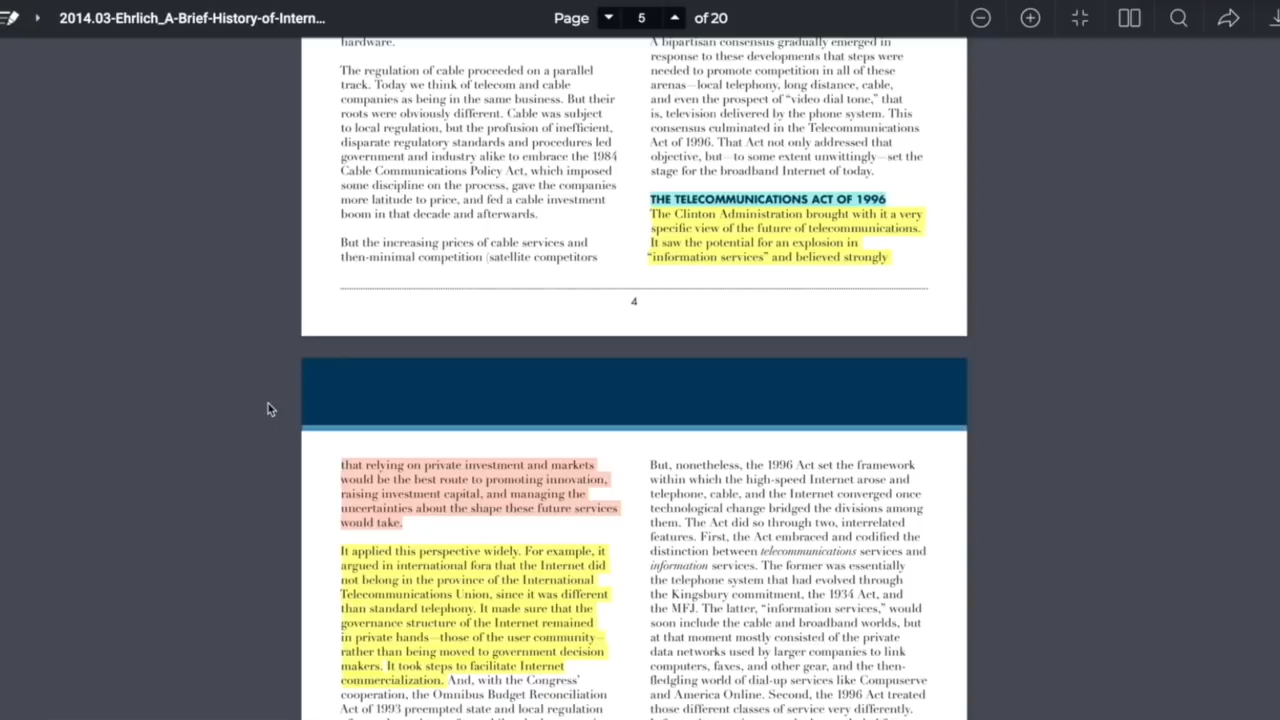 2014.03-Ehrlich_A-Brief-History-of-Intern…
Page 5 of 20
hardware.
The regulation of cable proceeded on a parallel
track. Today we think of telecom and cable
companies as being in the same business. But their
roots were obviously different. Cable was subject
to local regulation, but the profusion of inefficient,
disparate regulatory standards and procedures led
government and industry alike to embrace the 1984
Cable Communications Policy Act, which imposed
some discipline on the process, gave the companies
more latitude to price, and fed a cable investment
boom in that decade and afterwards.
But the increasing prices of cable services and
then-minimal competition (satellite competitors
A bipartisan consensus gradually emerged in
response to these developments that steps were
needed to promote competition in all of these
arenas—local telephony, long distance, cable,
and even the prospect of “video dial tone,” that
is, television delivered by the phone system. This
consensus culminated in the Telecommunications
Act of 1996. That Act not only addressed that
objective, but—to some extent unwittingly—set the
stage for the broadband Internet of today.
THE TELECOMMUNICATIONS ACT OF 1996
The Clinton Administration brought with it a very
specific view of the future of telecommunications.
It saw the potential for an explosion in
“information services” and believed strongly
4
that relying on private investment and markets
would be the best route to promoting innovation,
raising investment capital, and managing the
uncertainties about the shape these future services
would take.
It applied this perspective widely. For example, it
argued in international fora that the Internet did
not belong in the province of the International
Telecommunications Union, since it was different
than standard telephony. It made sure that the
governance structure of the Internet remained
in private hands—those of the user community—
rather than being moved to government decision
makers. It took steps to facilitate Internet
commercialization. And, with the Congress’
cooperation, the Omnibus Budget Reconciliation
Act of 1993 preempted state and local regulation
But, nonetheless, the 1996 Act set the framework
within which the high-speed Internet arose and
telephone, cable, and the Internet converged once
technological change bridged the divisions among
them. The Act did so through two, interrelated
features. First, the Act embraced and codified the
distinction between telecommunications services and
information services. The former was essentially
the telephone system that had evolved through
the Kingsbury commitment, the 1934 Act, and
the MFJ. The latter, “information services,” would
soon include the cable and broadband worlds, but
at that moment mostly consisted of the private
data networks used by larger companies to link
computers, faxes, and other gear, and the then-
fledgling world of dial-up services like Compuserve
and America Online. Second, the 1996 Act treated
those different classes of service very differently.